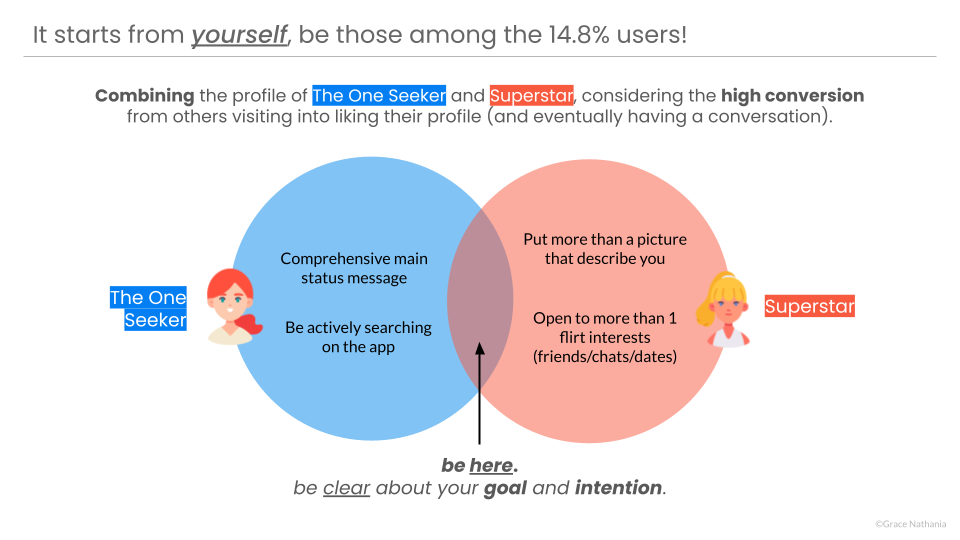 It starts from yourself, be those among the 14.8% users!
Combining the profile of The One Seeker and Superstar, considering the high conversion
from others visiting into liking their profile (and eventually having a conversation).
Comprehensive main
status message
Be actively searching
on the app
Put more than a picture
that describe you
Open to more than 1
flirt interests
(friends/chats/dates)
The One
Seeker
Superstar
be here.
be clear about your goal and intention.
©Grace Nathania